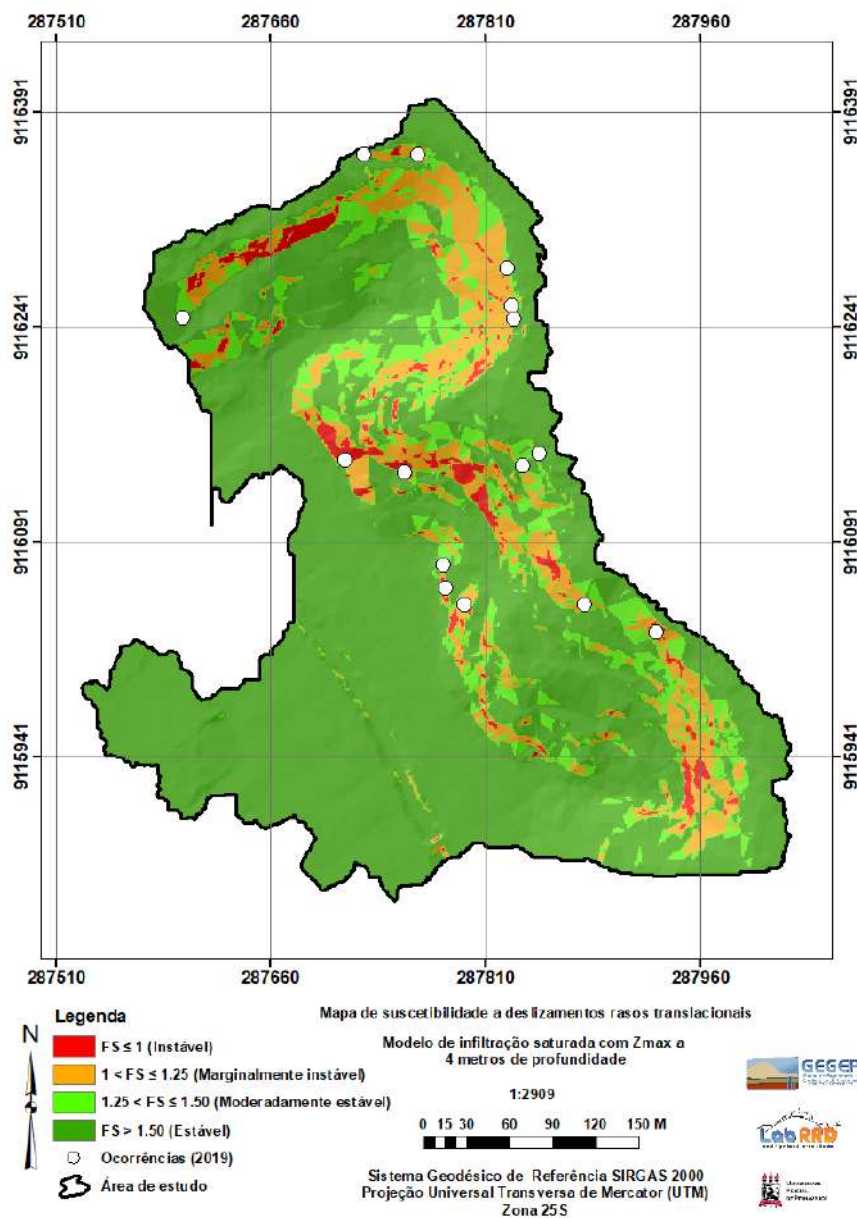 287510 287660 287810 287960
9116391
9116241
9116091
9115941
9116391
9116241
9116091
9115941
287510 287660 287810 287960
Legenda
FS ≤ 1 (Instável)
1 < FS ≤ 1.25 (Marginalmente instável)
1.25 < FS ≤ 1.50 (Moderadamente estável)
FS > 1.50 (Estável)
Ocorrências (2019)
Área de estudo
N
Mapa de suscetibilidade a deslizamentos rasos translacionais
Modelo de infiltração saturada com Zmax a
4 metros de profundidade
1:2909
0 15 30 60 90 120 150 M
Sistema Geodésico de Referência SIRGAS 2000
Projeção Universal Transversa de Mercator (UTM)
Zona 25S
GEGEP
Lab RRD